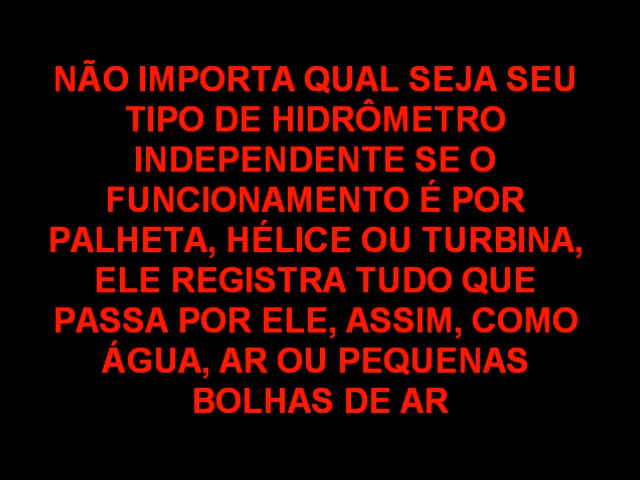 NÃO IMPORTA QUAL SEJA SEU
TIPO DE HIDRÔMETRO
INDEPENDENTE SE O
FUNCIONAMENTO É POR
PALHETA, HÉLICE OU TURBINA,
ELE REGISTRA TUDO QUE
PASSA POR ELE, ASSIM, COMO
ÁGUA, AR OU PEQUENAS
BOLHAS DE AR